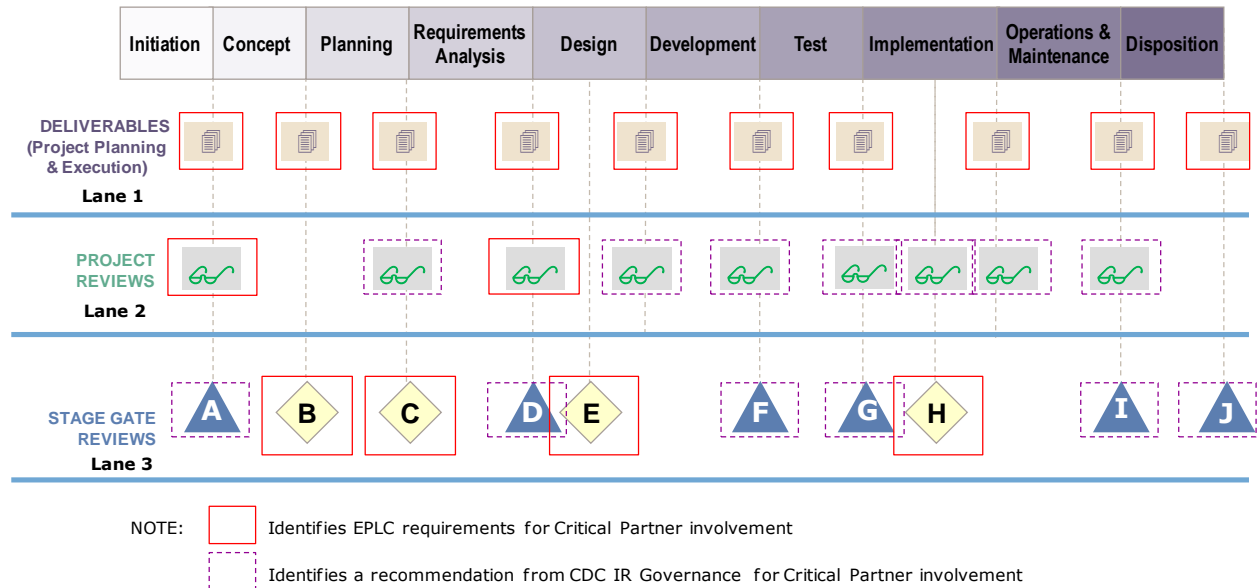 Initiation
Concept
Planning
Requirements
Analysis
Design
Development
Test
Implementation
Operations &
Maintenance
Disposition
DELIVERABLES
(Project Planning
& Execution)
Lane 1
PROJECT
REVIEWS
Lane 2
STAGE GATE
REVIEWS
Lane 3
A
B
C
D
E
F
G
H
I
J
NOTE:
Identifies EPLC requirements for Critical Partner involvement
Identifies a recommendation from CDC IR Governance for Critical Partner involvement